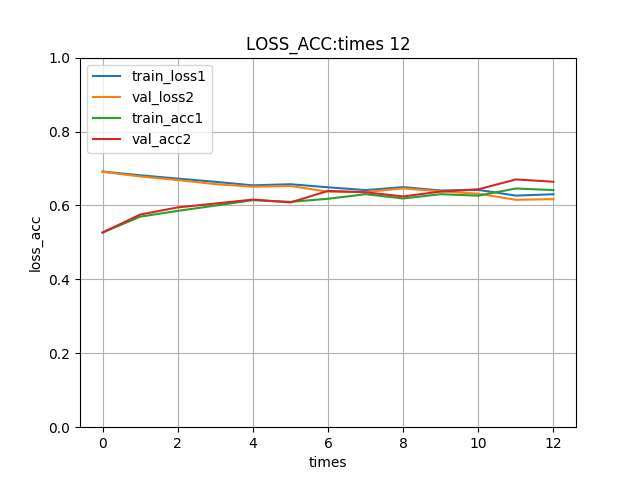 LOSS_ACC:times 12
1.0
0.8
0.6
0.4
0.2
0.0
loss_acc
train_loss1
val_loss2
train_acc1
val_acc2
0 2 4 6 8 10 12
times